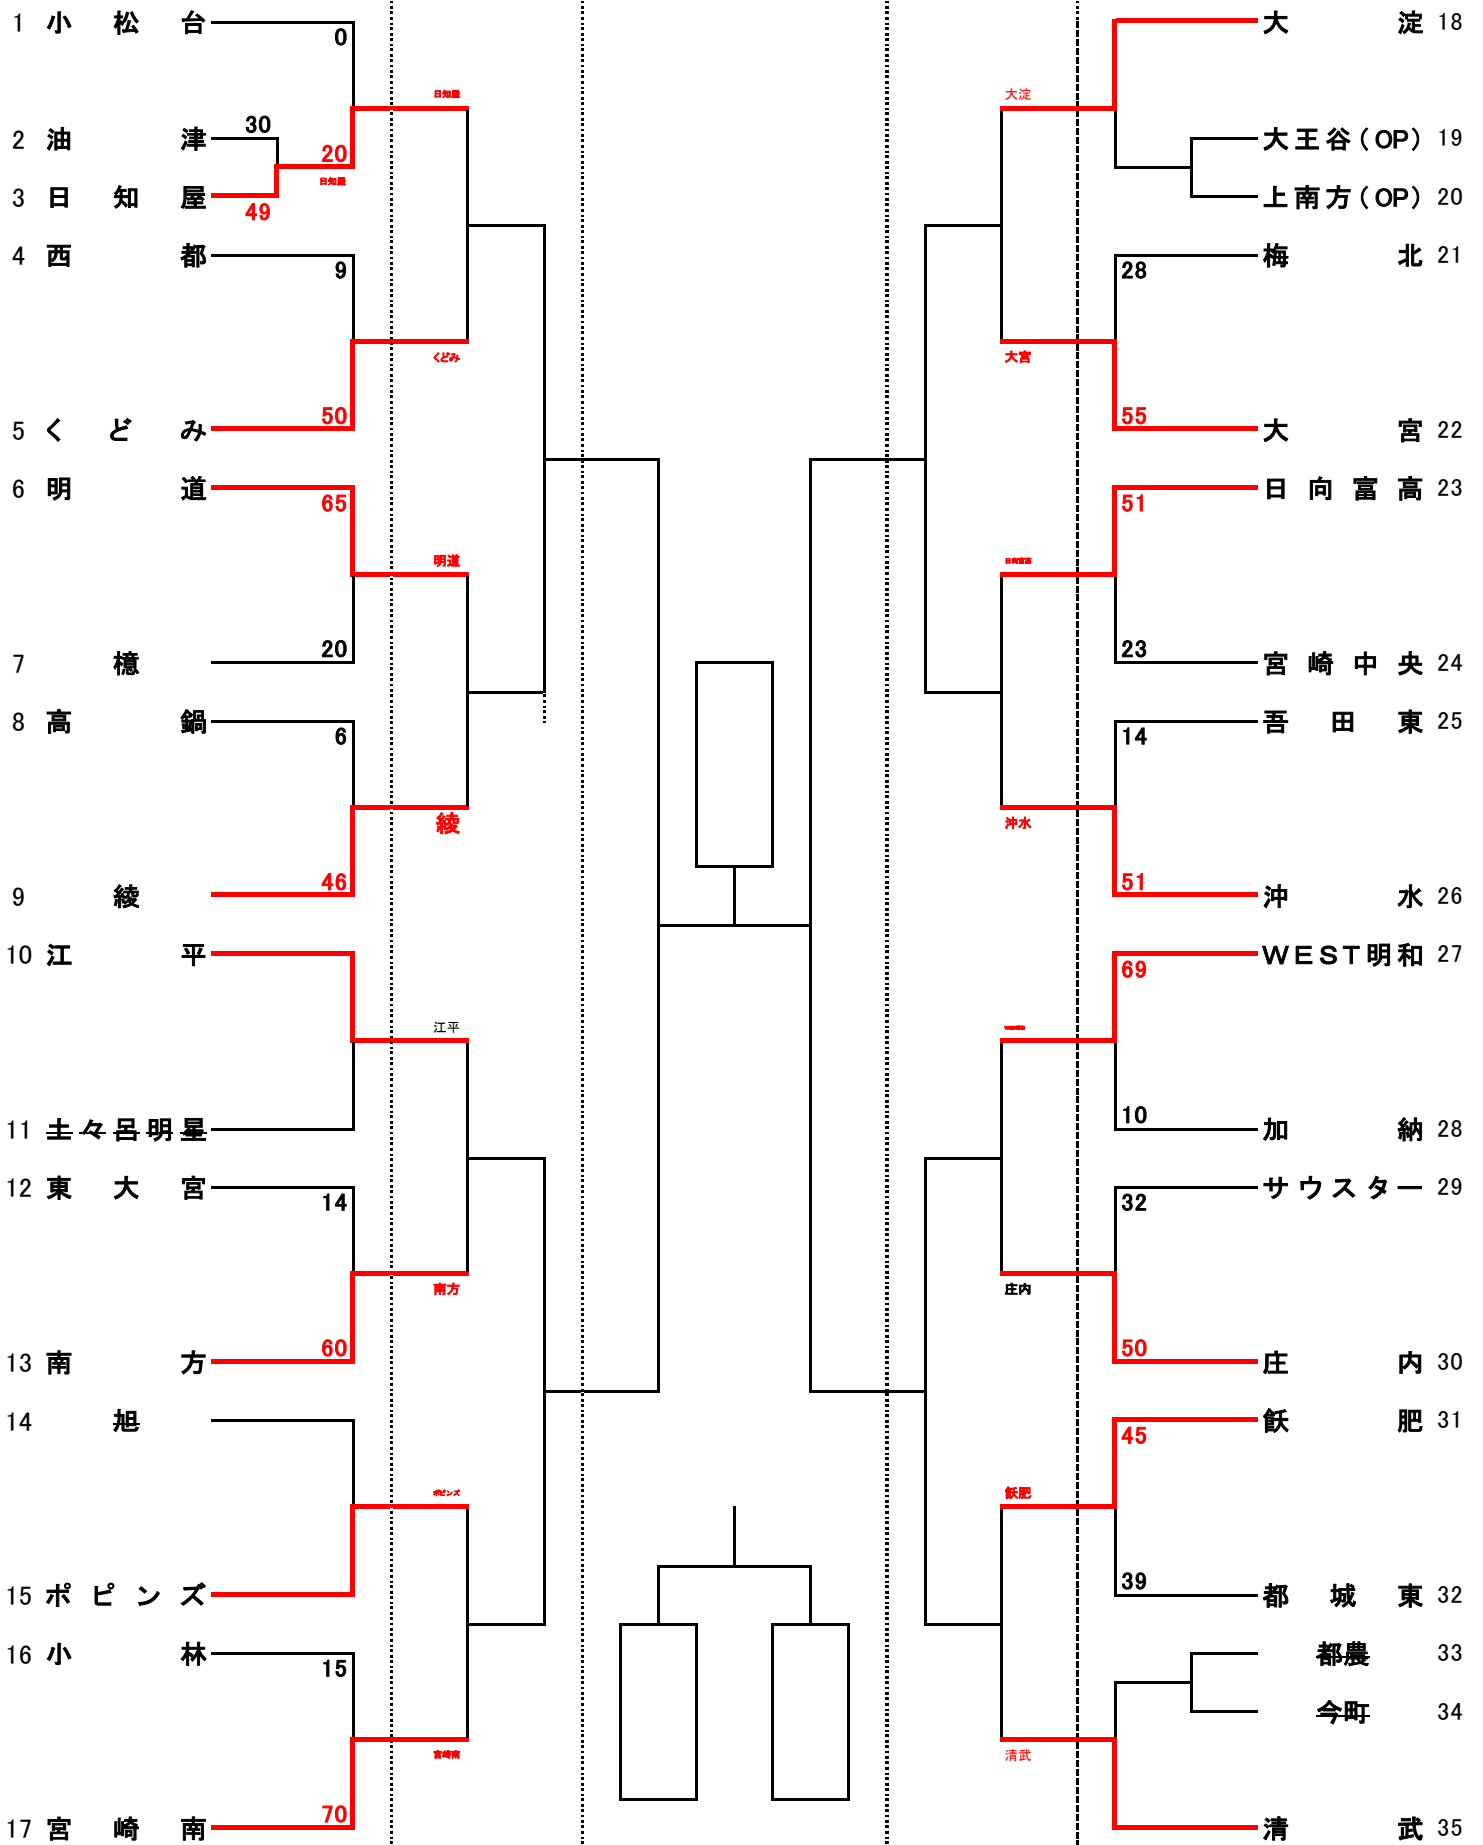 1 小松台
0
日知屋
30
2 油津
20
日知屋
3 日知屋
49
4 西都
9
くどみ
50
5 くどみ
6 明道
65
明道
20
7 檍
8 高鍋
6
綾
46
9 綾
10 江平
江平
11 土々呂明星
12 東大宮
14
南方
60
13 南方
14 旭
ポピンズ
15 ポピンズ
16 小林
15
宮崎南
70
17 宮崎南
大淀 18
大淀
大王谷(OP) 19
上南方(OP) 20
梅北 21
28
大宮
55
大宮 22
日向富高 23
51
日向富高
23
宮崎中央 24
吾田東 25
14
沖水
51
沖水 26
WEST明和 27
69
10
加納 28
サウスター 29
32
庄内
50
庄内 30
飫肥 31
45
飫肥
39
都城東 32
都農 33
今町 34
清武
清武 35